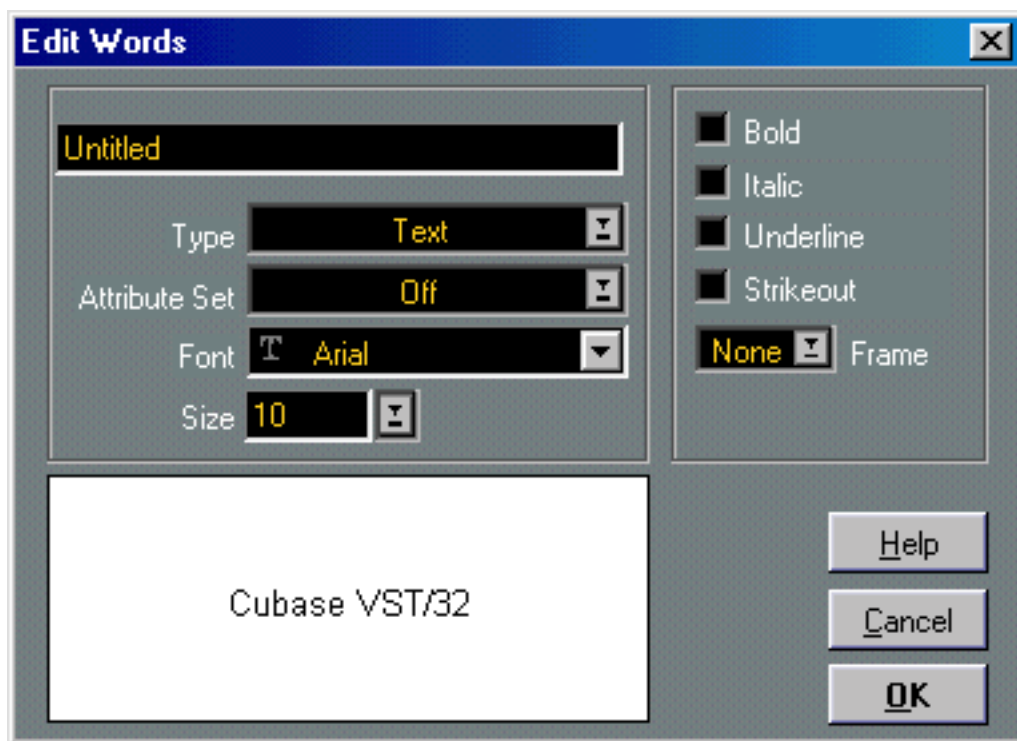 Edit Words
Untitled
Type Text
Attribute Set Off
Font T Arial
Size 10
Bold
Italic
Underline
Strikeout
None Frame
Cubase VST/32
Help
Cancel
OK